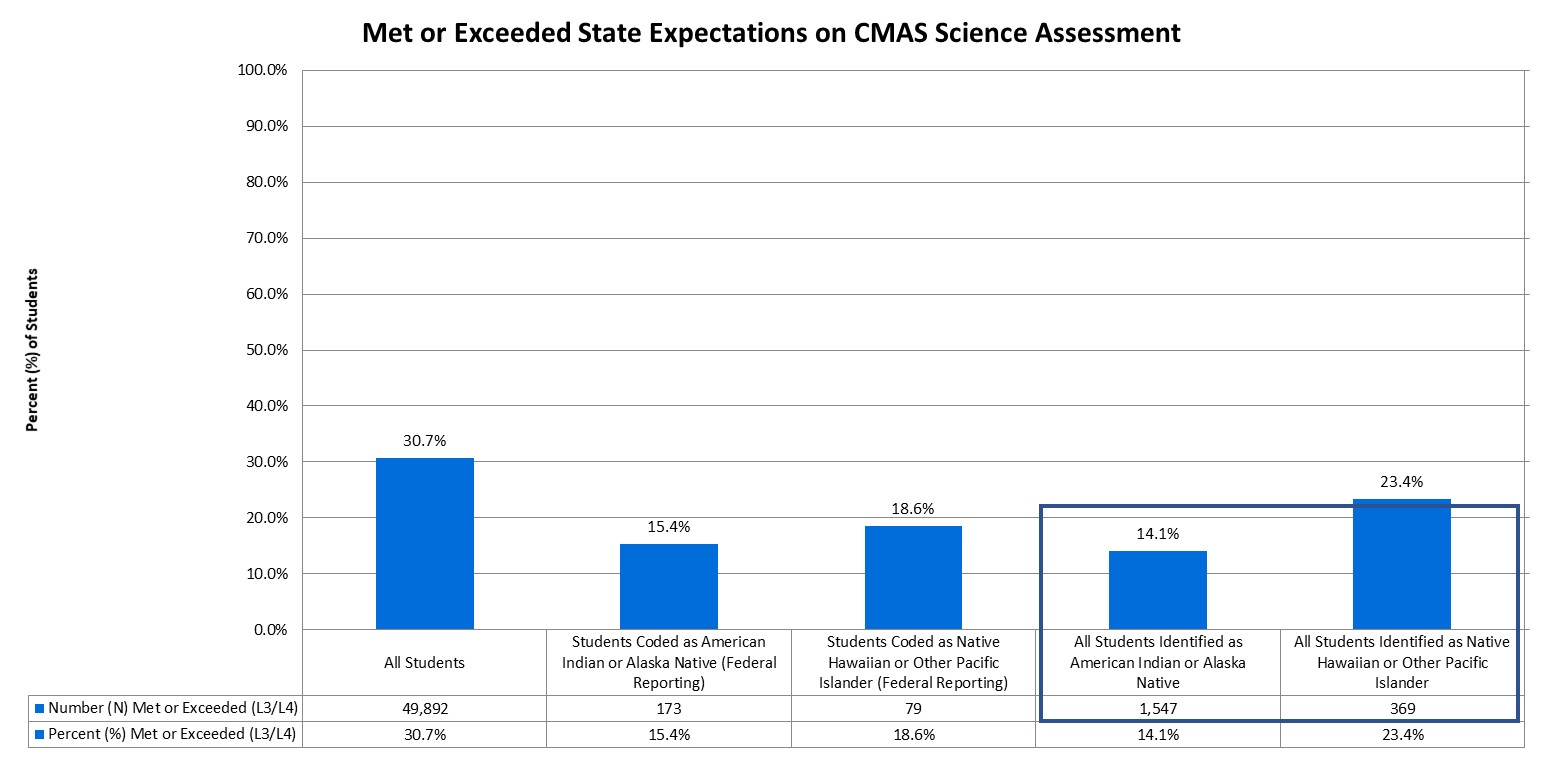 Met or Exceeded State Expectations on CMAS Science Assessment
Percent (%) of Students
100.0%
90.0%
80.0%
70.0%
60.0%
50.0%
40.0%
30.0%
20.0%
10.0%
0.0%
30.7%
15.4%
18.6%
14.1%
23.4%
All Students
Students Coded as American
Indian or Alaska Native (Federal
Reporting)
Students Coded as Native
Hawaiian or Other Pacific
Islander (Federal Reporting)
All Students Identified as
American Indian or Alaska
Native
All Students Identified as Native
Hawaiian or Other Pacific
Islander
Number (N) Met or Exceeded (L3/L4) 49,892 173 79 1,547 369
Percent (%) Met or Exceeded (L3/L4) 30.7% 15.4% 18.6% 14.1% 23.4%